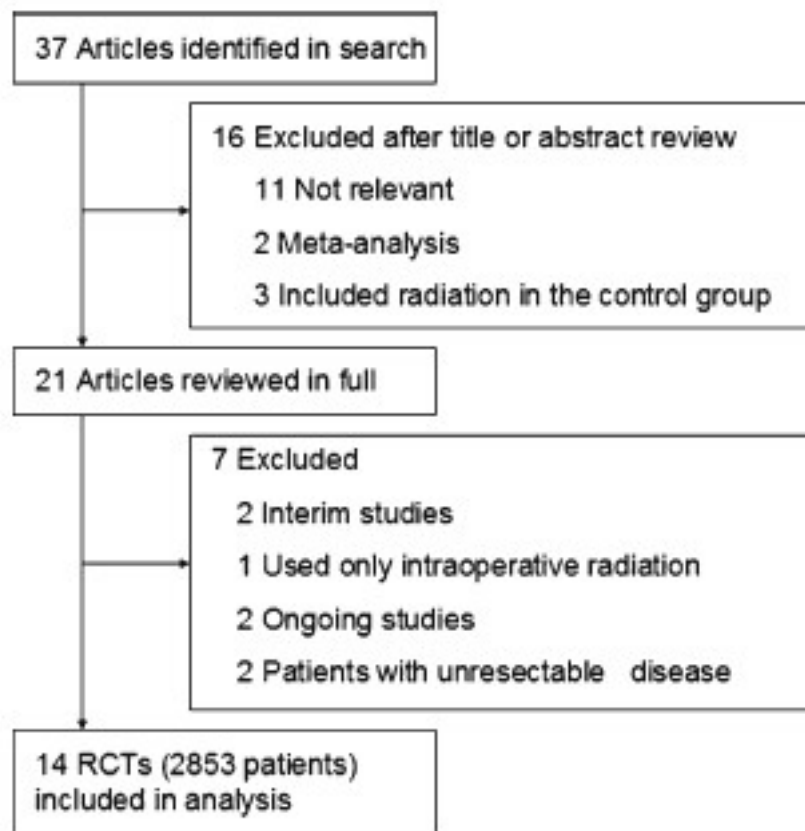 37 Articles identified in search
16 Excluded after title or abstract review
11 Not relevant
2 Meta-analysis
3 Included radiation in the control group
21 Articles reviewed in full
7 Excluded
2 Interim studies
1 Used only intraoperative radiation
2 Ongoing studies
2 Patients with unresectable disease
14 RCTs (2853 patients)
included in analysis